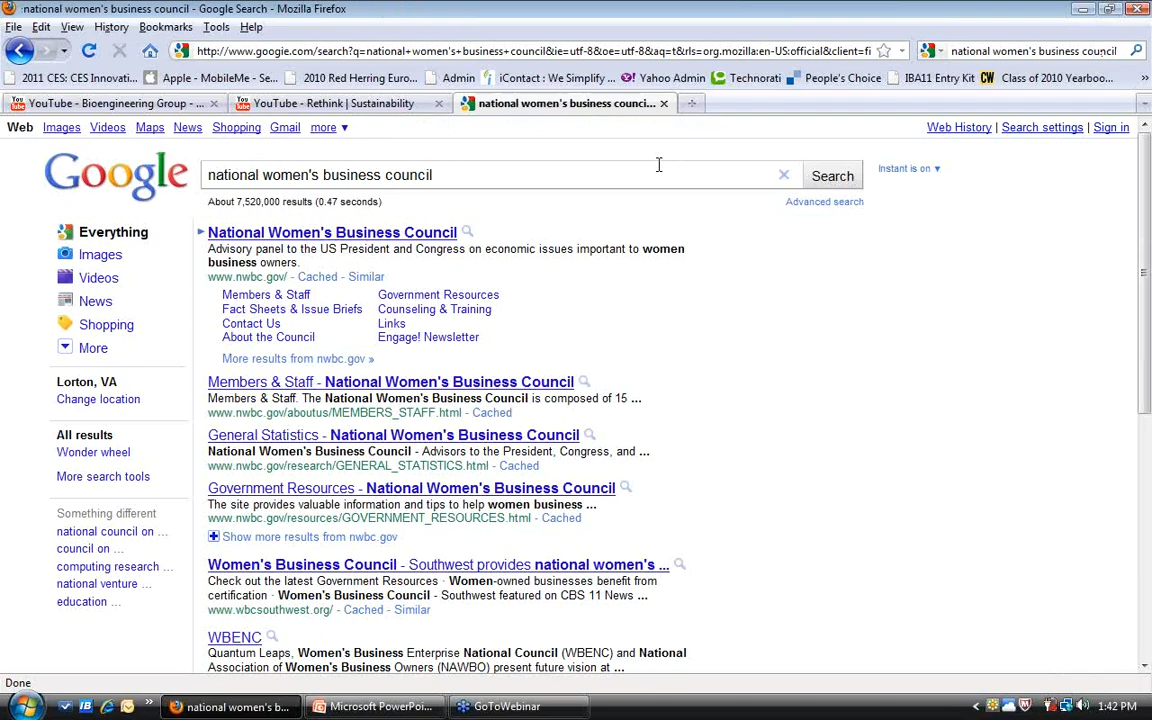 national women's business council - Google Search - Mozilla Firefox
File Edit View History Bookmarks Tools Help
http://www.google.com/search?q=national+women's+business+council&ie=utf-8&oe=utf-8&aq=t&rls=org.mozilla:en-US:official&client=fi
national women's business council
2011 CES: CES Innovati... Apple - MobileMe - Se... 2010 Red Herring Euro... Admin iContact : We Simplify ... Yahoo Admin Technorati People's Choice IBA11 Entry Kit CW Class of 2010 Yearboo... »
YouTube - Bioengineering Group - ... YouTube - Rethink | Sustainability national women's business counci...
Web Images Videos Maps News Shopping Gmail more ▼ Web History | Search settings | Sign in
Google national women's business council Search Instant is on ▼
About 7,520,000 results (0.47 seconds) Advanced search
Everything
Images
Videos
News
Shopping
More
Lorton, VA
Change location
All results
Wonder wheel
More search tools
Something different
national council on ...
council on ...
computing research ...
national venture ...
education ...
National Women's Business Council
Advisory panel to the US President and Congress on economic issues important to women
business owners.
www.nwbc.gov/ - Cached - Similar
Members & Staff Government Resources
Fact Sheets & Issue Briefs Counseling & Training
Contact Us Links
About the Council Engage! Newsletter
More results from nwbc.gov »
Members & Staff - National Women's Business Council
Members & Staff. The National Women's Business Council is composed of 15 ...
www.nwbc.gov/aboutus/MEMBERS_STAFF.html - Cached
General Statistics - National Women's Business Council
National Women's Business Council - Advisors to the President, Congress, and ...
www.nwbc.gov/research/GENERAL_STATISTICS.html - Cached
Government Resources - National Women's Business Council
The site provides valuable information and tips to help women business ...
www.nwbc.gov/resources/GOVERNMENT_RESOURCES.html - Cached
Show more results from nwbc.gov
Women's Business Council - Southwest provides national women's ...
Check out the latest Government Resources · Women-owned businesses benefit from
certification · Women's Business Council - Southwest featured on CBS 11 News ...
www.wbcsouthwest.org/ - Cached - Similar
WBENC
Quantum Leaps, Women's Business Enterprise National Council (WBENC) and National
Association of Women's Business Owners (NAWBO) present future vision at ...
Done
national women's b... Microsoft PowerPoi... GoToWebinar 1:42 PM